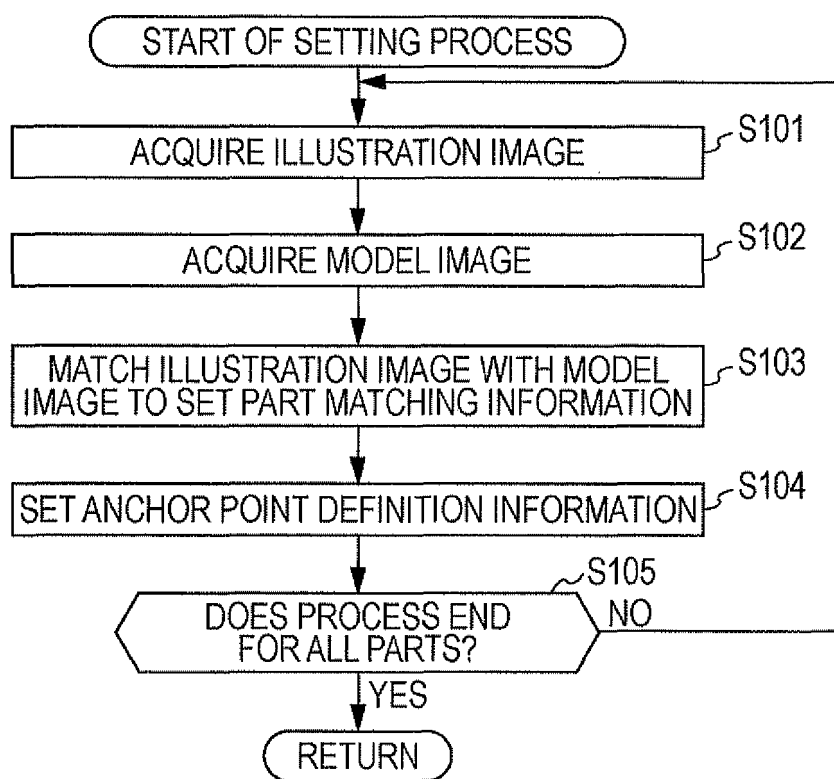 START OF SETTING PROCESS
ACQUIRE ILLUSTRATION IMAGE
S101
ACQUIRE MODEL IMAGE
S102
MATCH ILLUSTRATION IMAGE WITH MODEL
IMAGE TO SET PART MATCHING INFORMATION
S103
SET ANCHOR POINT DEFINITION INFORMATION
S104
S105
DOES PROCESS END
FOR ALL PARTS?
NO
YES
RETURN